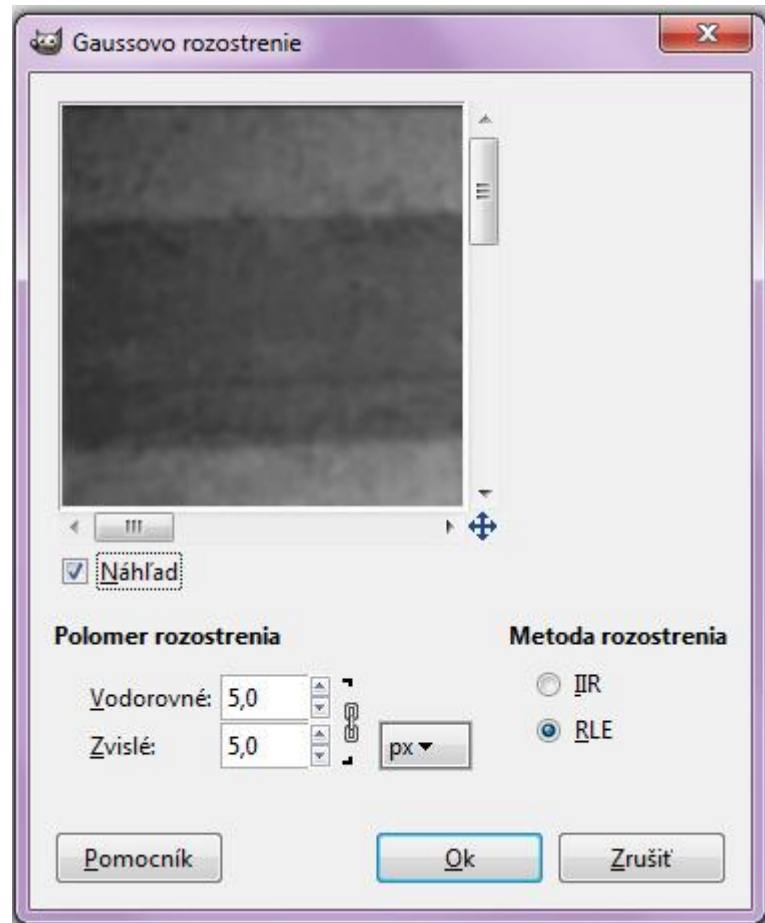 Gaussovo rozostrenie
Náhľad
Polomer rozostrenia
Metoda rozostrenia
Vodorovné: 5,0
IIR
Zvislé: 5,0
px
RLE
Pomocník
Ok
Zrušiť